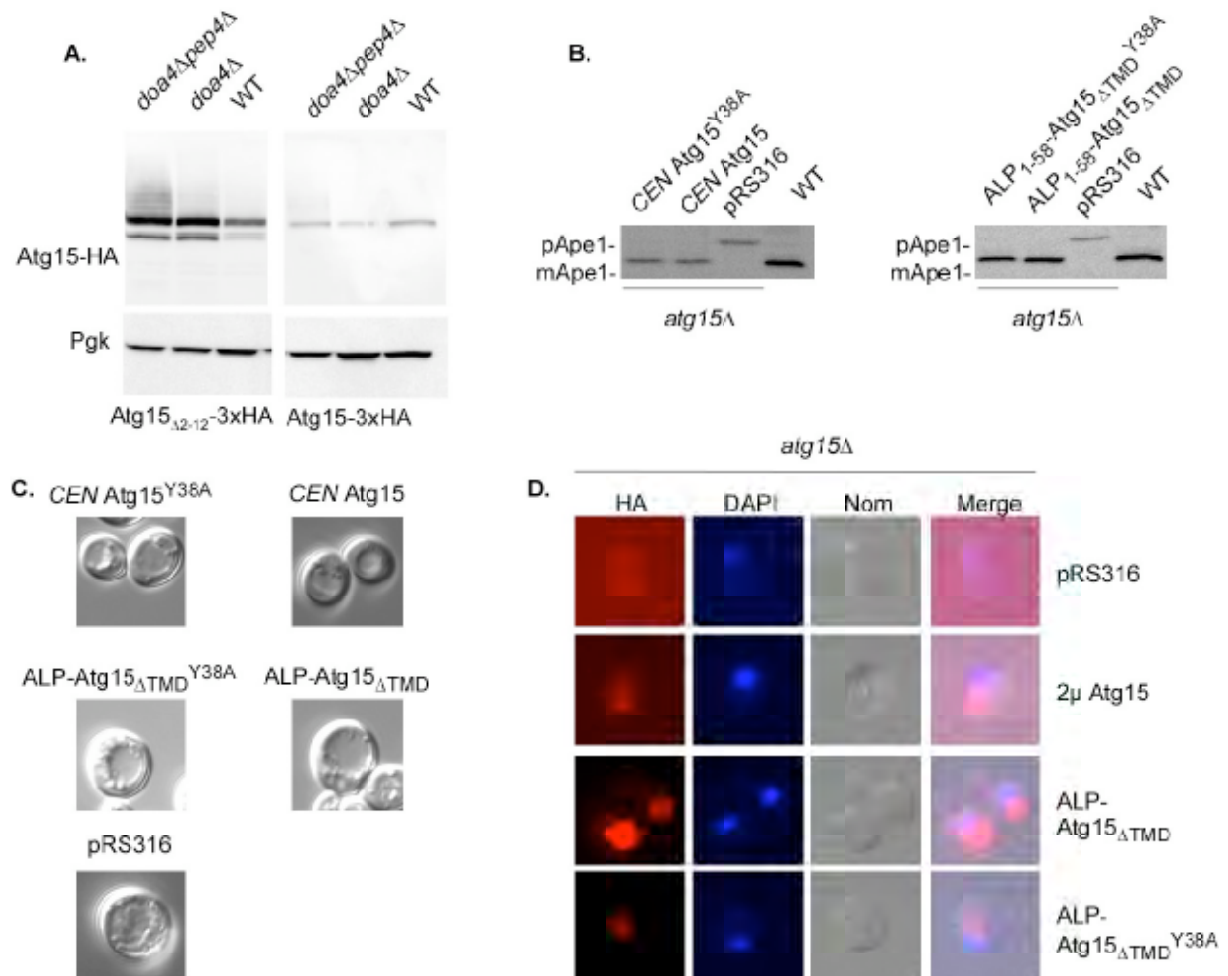 A.
doa4Δpep4Δ
doa4Δ
WT
doa4Δpep4Δ
doa4Δ
WT
Atg15-HA
Pgk
Atg15Δ2-12-3xHA
Atg15-3xHA
B.
CEN Atg15Y38A
CEN Atg15
pRS316
WT
pApe1-
mApe1-
atg15Δ
ALP1-58-Atg15ΔTMDY38A
ALP1-58-Atg15ΔTMD
pRS316
WT
pApe1-
mApe1-
atg15Δ
C.
CEN Atg15Y38A
CEN Atg15
ALP-Atg15ΔTMDY38A
ALP-Atg15ΔTMD
pRS316
D.
atg15Δ
HA DAPI Nom Merge
pRS316
2µ Atg15
ALP-
Atg15ΔTMD
ALP-
Atg15ΔTMDY38A